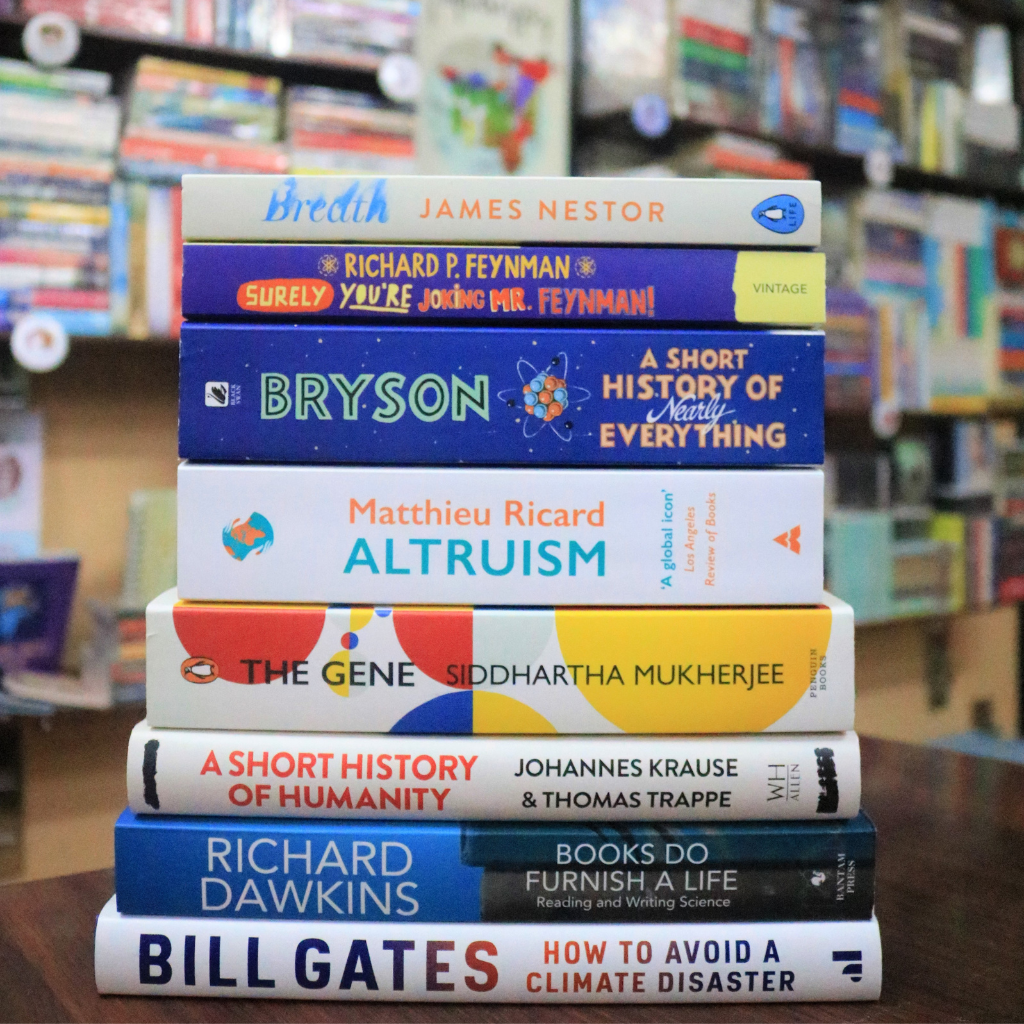 Breath JAMES NESTOR LIFE
RICHARD P. FEYNMAN
SURELY YOU'RE JOKING MR. FEYNMAN!
VINTAGE
BLACK SWAN
BRYSON
A SHORT
HISTORY OF
Nearly
EVERYTHING
Matthieu Ricard
ALTRUISM
'A global icon'
Los Angeles
Review of Books
THE GENE SIDDHARTHA MUKHERJEE
PENGUIN
BOOKS
A SHORT HISTORY
OF HUMANITY
JOHANNES KRAUSE
& THOMAS TRAPPE
WH
ALLEN
RICHARD
DAWKINS
BOOKS DO
FURNISH A LIFE
Reading and Writing Science
BANTAM
PRESS
BILL GATES
HOW TO AVOID A
CLIMATE DISASTER